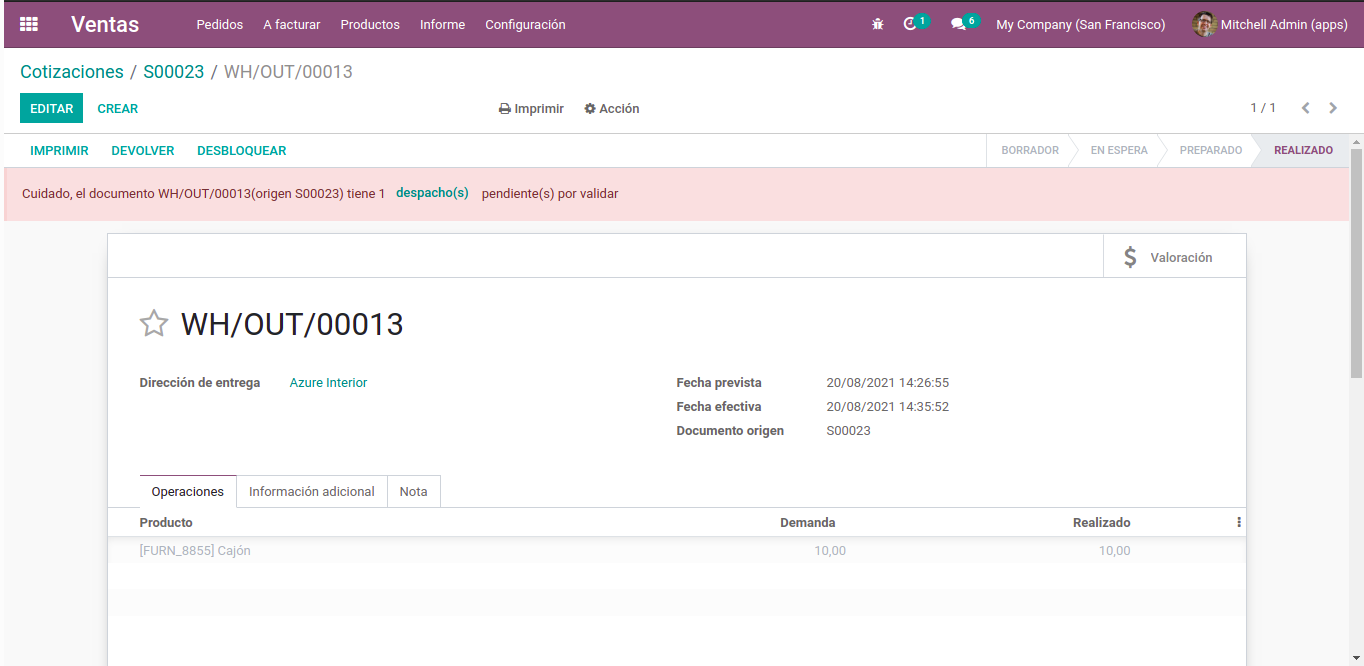 Ventas Pedidos A facturar Productos Informe Configuración 1 6 My Company (San Francisco) Mitchell Admin (apps)
Cotizaciones / S00023 / WH/OUT/00013
EDITAR CREAR Imprimir Acción 1 / 1
IMPRIMIR DEVOLVER DESBLOQUEAR BORRADOR EN ESPERA PREPARADO REALIZADO
Cuidado, el documento WH/OUT/00013(origen S00023) tiene 1 despacho(s) pendiente(s) por validar
$ Valoración
WH/OUT/00013
Dirección de entrega Azure Interior Fecha prevista 20/08/2021 14:26:55
Fecha efectiva 20/08/2021 14:35:52
Documento origen S00023
Operaciones Información adicional Nota
Producto Demanda Realizado
[FURN_8855] Cajón 10,00 10,00